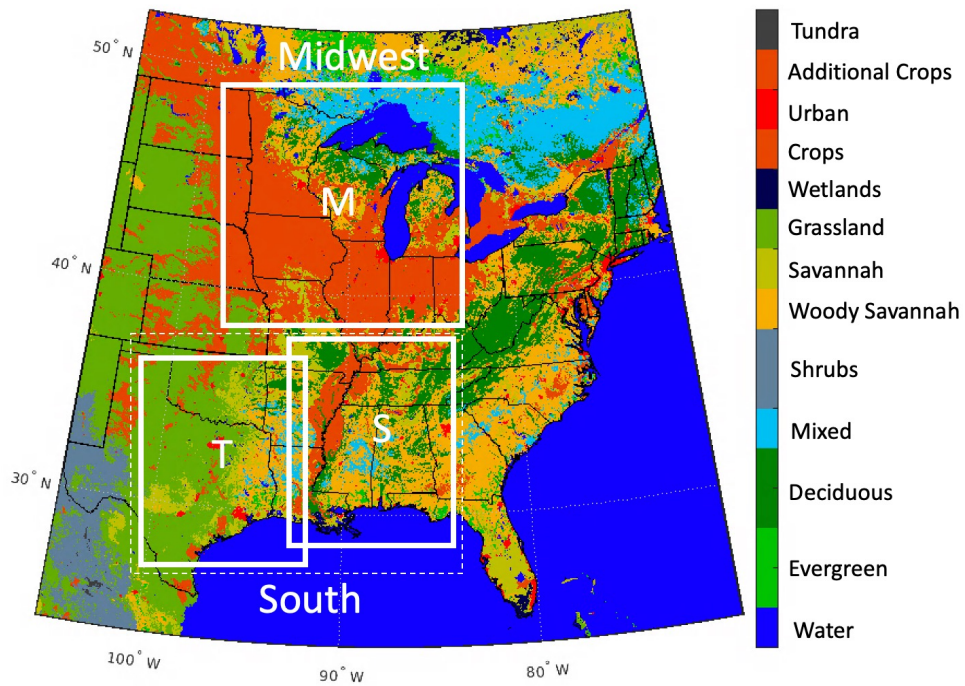 50° N
Midwest
M
40° N
T
S
30° N
South
100° W
90° W
80° W
Tundra
Additional Crops
Urban
Crops
Wetlands
Grassland
Savannah
Woody Savannah
Shrubs
Mixed
Deciduous
Evergreen
Water